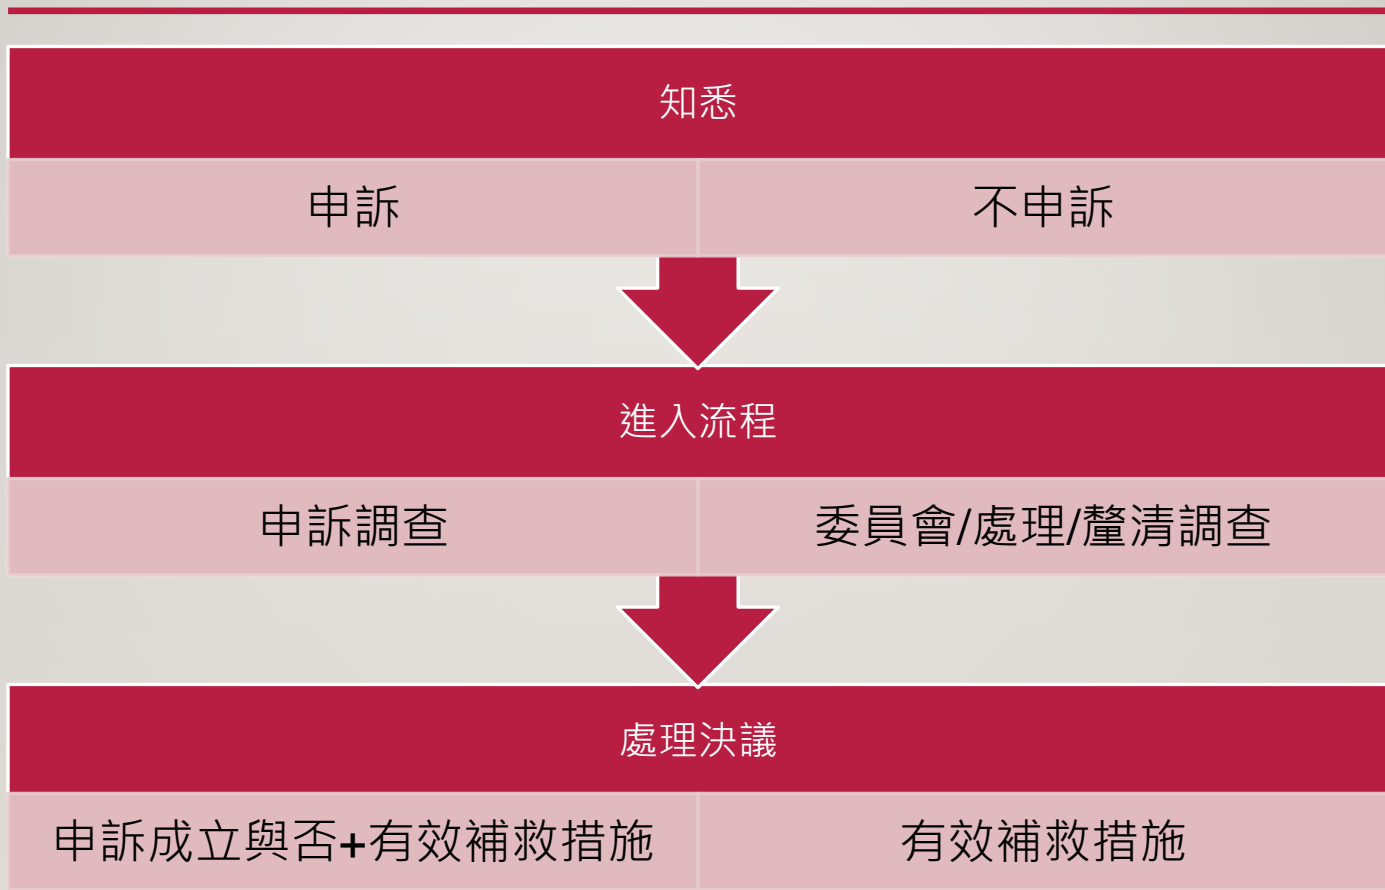 知悉
申訴
不申訴
進入流程
申訴調查
委員會/處理/釐清調查
處理決議
申訴成立與否+有效補救措施
有效補救措施